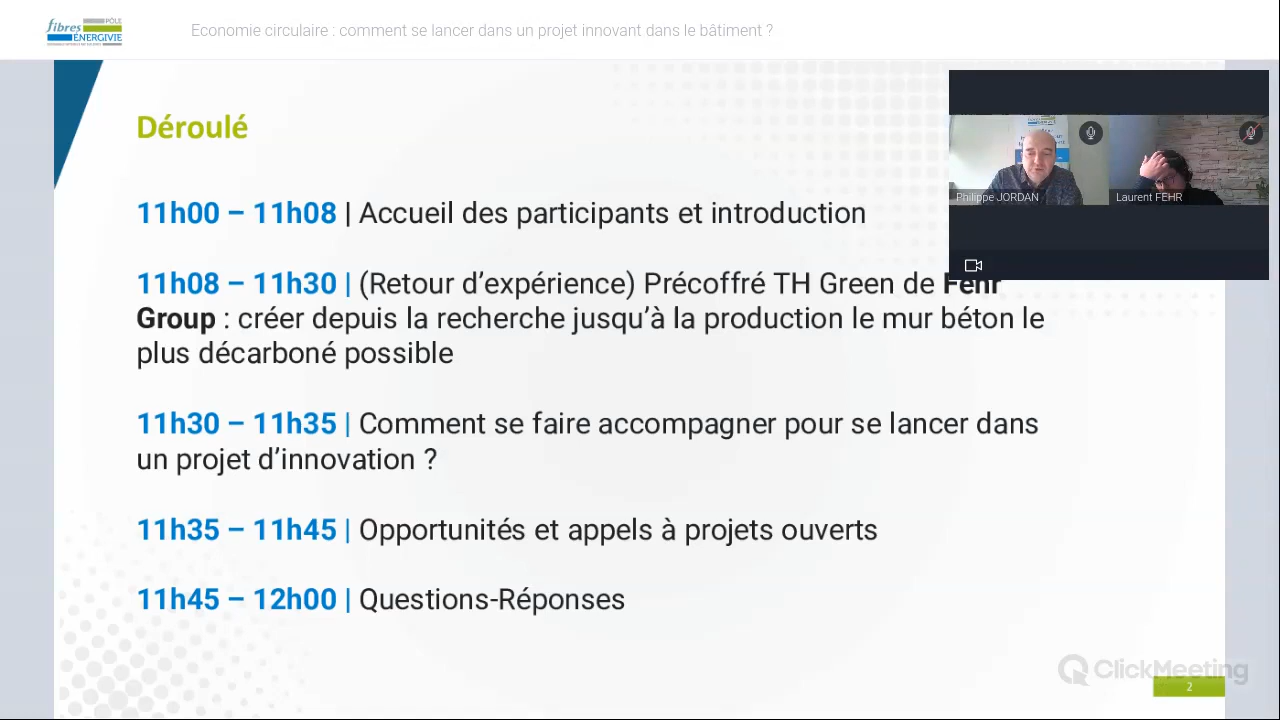 fibres
PÔLE
ÉNERGIVIE
Economie circulaire : comment se lancer dans un projet innovant dans le bâtiment ?
Déroulé
Philippe JORDAN
Laurent FEHR
11h00 – 11h08 | Accueil des participants et introduction
11h08 – 11h30 | (Retour d’expérience) Précoffré TH Green de Fehr
Group : créer depuis la recherche jusqu’à la production le mur béton le
plus décarboné possible
11h30 – 11h35 | Comment se faire accompagner pour se lancer dans
un projet d’innovation ?
11h35 – 11h45 | Opportunités et appels à projets ouverts
11h45 – 12h00 | Questions-Réponses
ClickMeeting
2